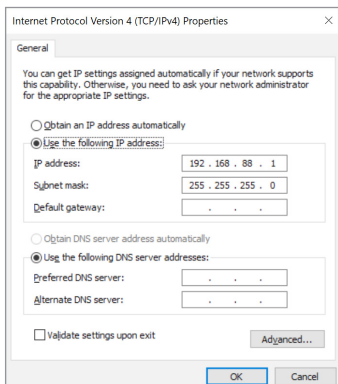 Internet Protocol Version 4 (TCP/IPv4) Properties
General
You can get IP settings assigned automatically if your network supports
this capability. Otherwise, you need to ask your network administrator
for the appropriate IP settings.
Obtain an IP address automatically
Use the following IP address:
IP address: 192 . 168 . 88 . 1
Subnet mask: 255 . 255 . 255 . 0
Default gateway: . . .
Obtain DNS server address automatically
Use the following DNS server addresses:
Preferred DNS server: . . .
Alternate DNS server: . . .
Validate settings upon exit
Advanced...
OK Cancel